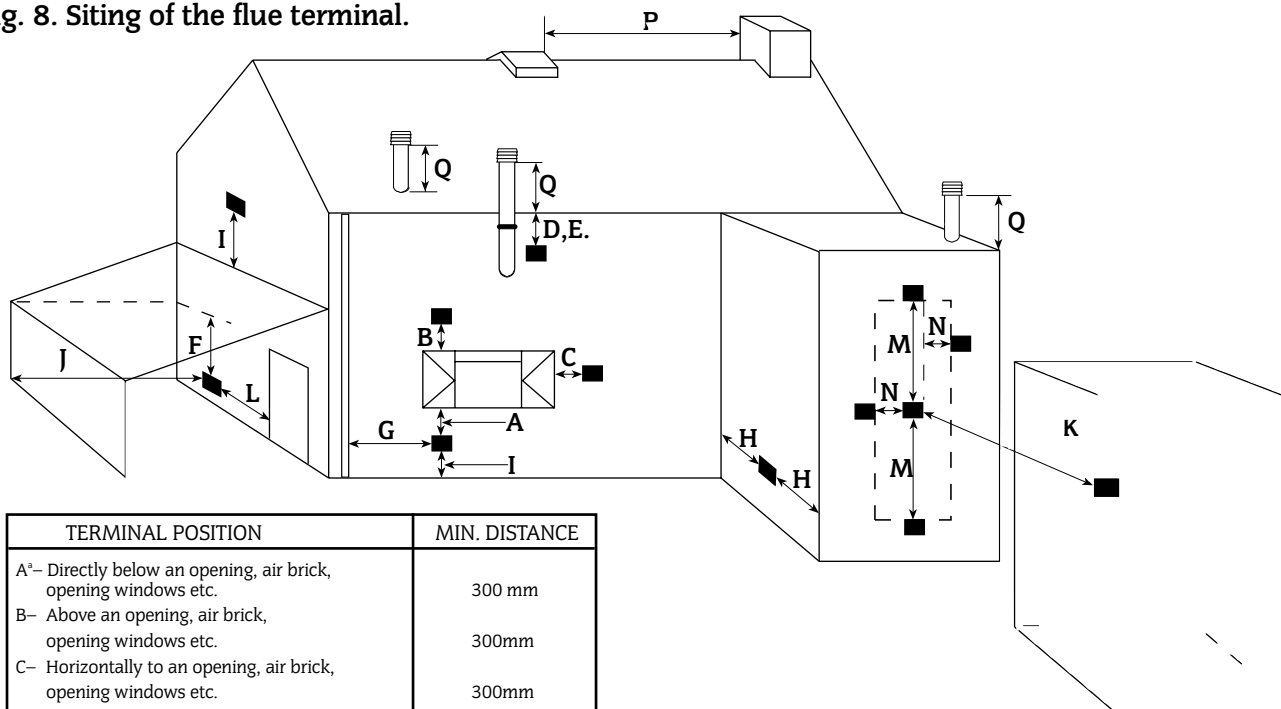 g. 8. Siting of the flue terminal.
P
Q
Q
D,E.
Q
I
F
J
L
B
C
A
G
I
M
N
N
M
H
H
K
TERMINAL POSITION MIN. DISTANCE
Aª– Directly below an opening, air brick,
opening windows etc. 300 mm
B– Above an opening, air brick,
opening windows etc. 300mm
C– Horizontally to an opening, air brick,
opening windows etc. 300mm